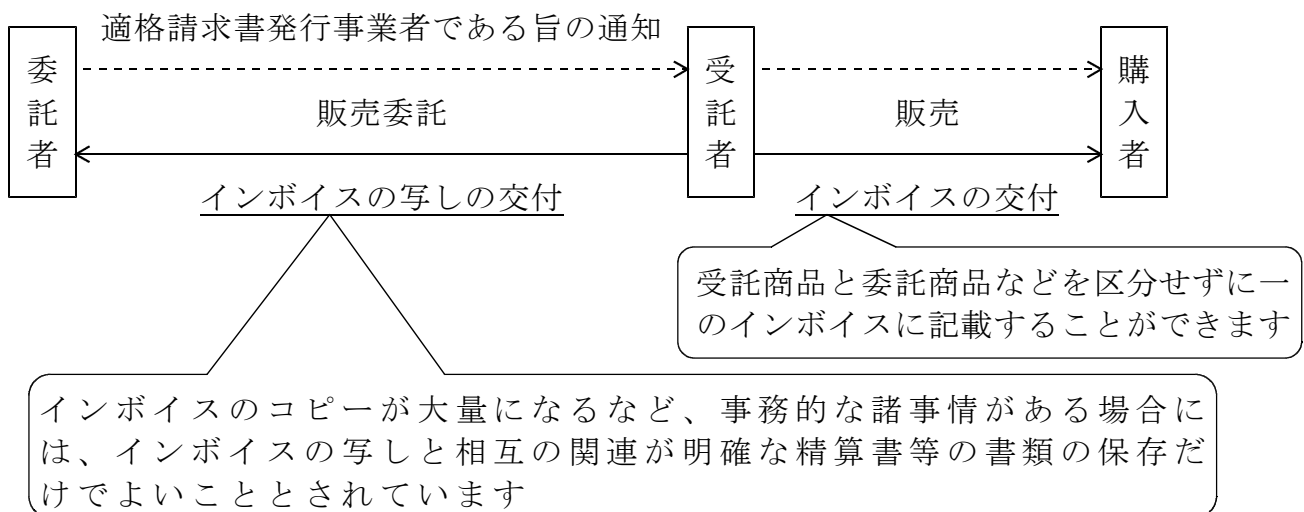 適格請求書発行事業者である旨の通知
委託者
受託者
購入者
販売委託
販売
インボイスの写しの交付
インボイスの交付
受託商品と委託商品などを区分せずに一
のインボイスに記載することができます
インボイスのコピーが大量になるなど、事務的な諸事情がある場合に
は、インボイスの写しと相互の関連が明確な精算書等の書類の保存だ
けでよいこととされています